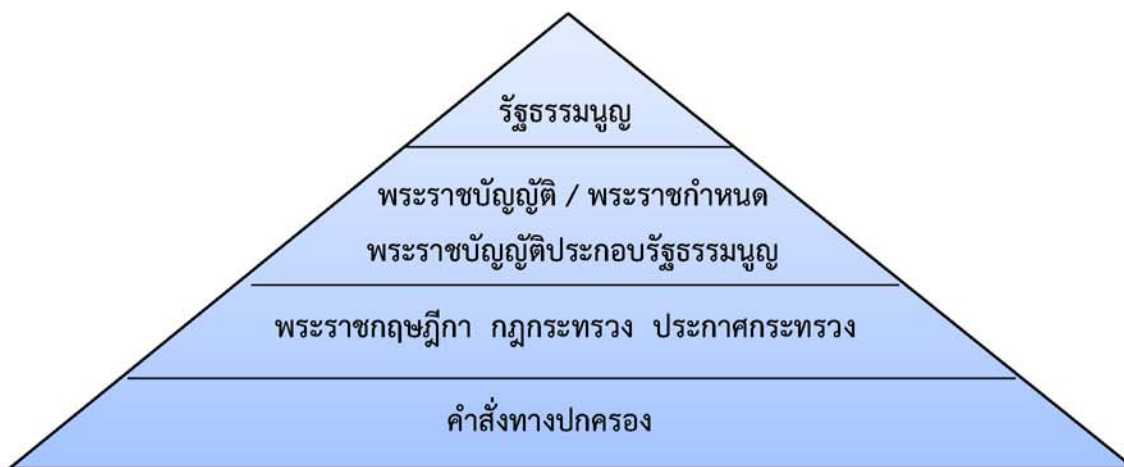 รัฐธรรมนูญ
พระราชบัญญัติ / พระราชกำหนด
พระราชบัญญัติประกอบรัฐธรรมนูญ
พระราชกฤษฎีกา กฎกระทรวง ประกาศกระทรวง
คำสั่งทางปกครอง